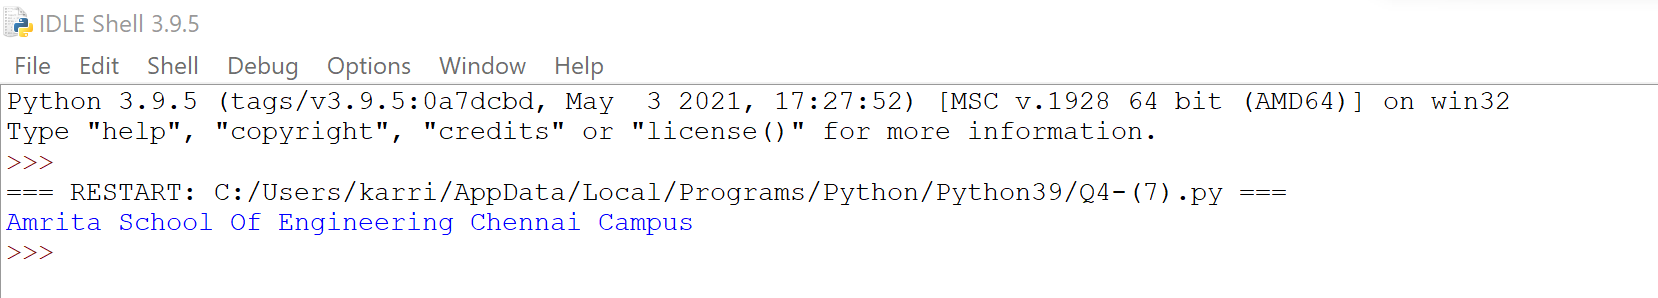 IDLE Shell 3.9.5
File Edit Shell Debug Options Window Help
Python 3.9.5 (tags/v3.9.5:0a7dcbd, May  3 2021, 17:27:52) [MSC v.1928 64 bit (AMD64)] on win32
Type "help", "copyright", "credits" or "license()" for more information.
>>>
=== RESTART: C:/Users/karri/AppData/Local/Programs/Python/Python39/Q4-(7).py ===
Amrita School Of Engineering Chennai Campus
>>>